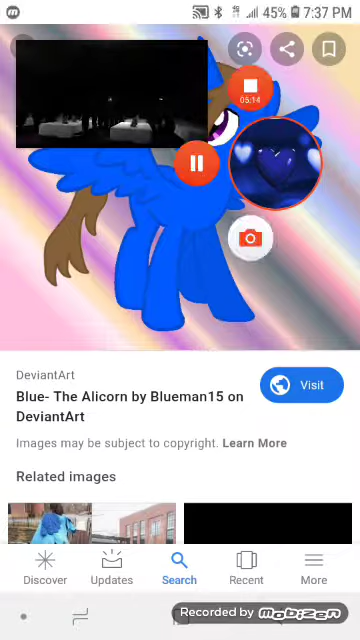 45% 7:37 PM
05:14
DeviantArt
Blue- The Alicorn by Blueman15 on
DeviantArt
Visit
Images may be subject to copyright. Learn More
Related images
Discover
Updates
Search
Recent
More
Recorded by mobizen